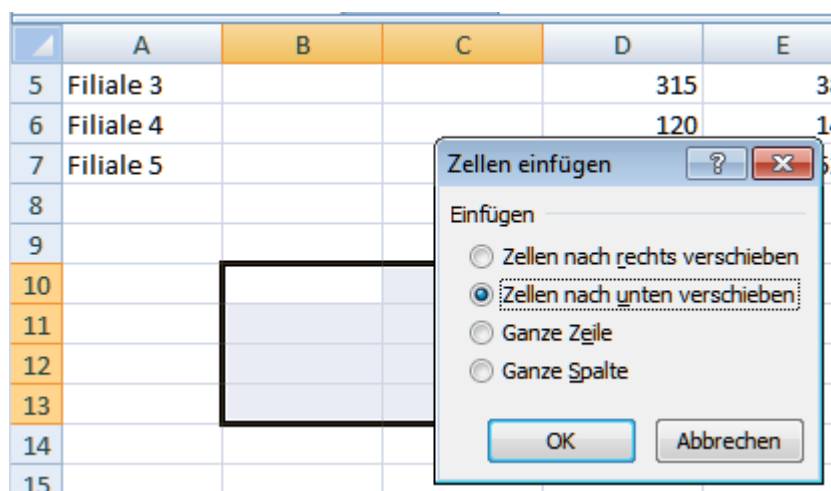 A B C D E
5 Filiale 3 315
6 Filiale 4 120
7 Filiale 5
8
9
10
11
12
13
14
15
Zellen einfügen ?
Einfügen
Zellen nach rechts verschieben
Zellen nach unten verschieben
Ganze Zeile
Ganze Spalte
OK Abbrechen